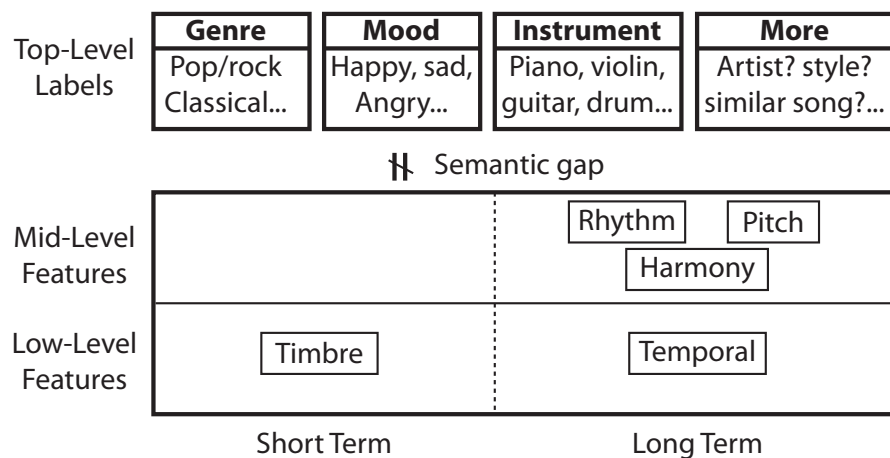 Top-Level
Labels
Genre
Pop/rock
Classical...
Mood
Happy, sad,
Angry...
Instrument
Piano, violin,
guitar, drum...
More
Artist? style?
similar song?...
Semantic gap
Mid-Level
Features
Rhythm
Pitch
Harmony
Low-Level
Features
Timbre
Temporal
Short Term
Long Term